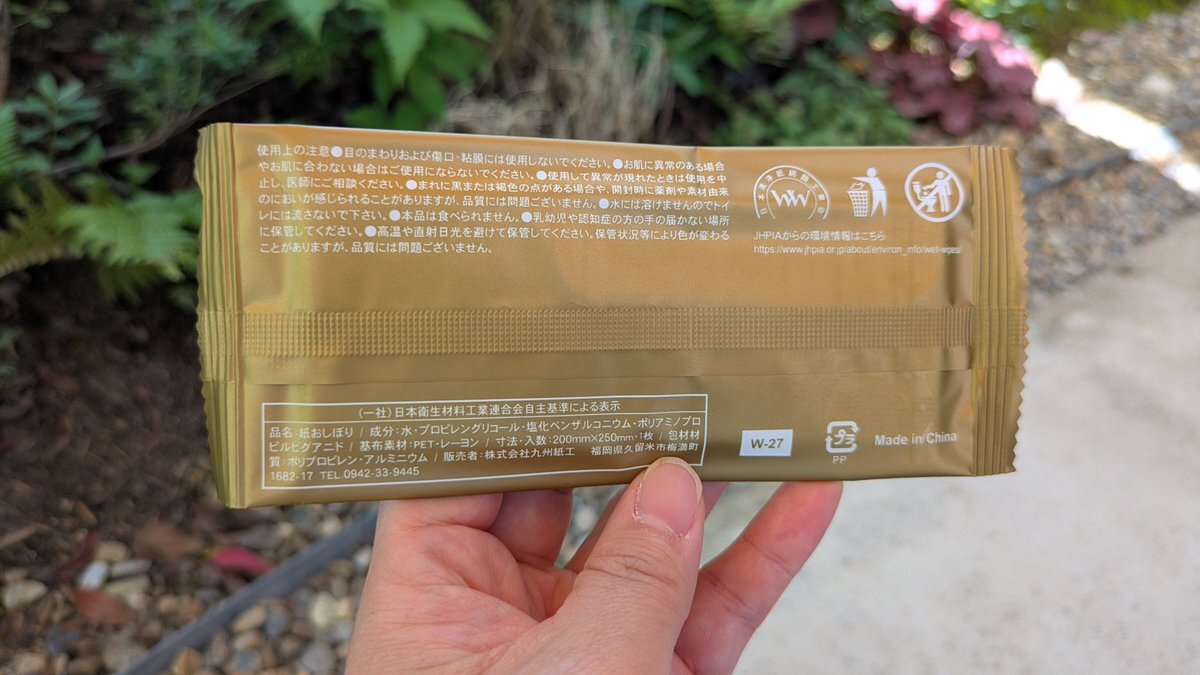 使用上の注意●目のまわりおよび傷口・粘膜には使用しないでください。●お肌に異常のある場合
やお肌に合わない場合はご使用にならないでください。●使用して異常が現れたときは使用を中
止し、医師にご相談ください。●まれに黒または褐色の点がある場合や、開封時に薬剤や素材由来
のにおいが感じられることがありますが、品質には問題ございません。●水には溶けませんのでトイ
レには流さないで下さい。●本品は食べられません。●乳幼児や認知症の方の手の届かない場所
に保管してください。●高温や直射日光を避けて保管してください。保管状況等により色が変わる
ことがありますが、品質には問題ございません。
WW
JHPIAからの環境情報はこちら
https://www.jhpia.or.jp/about/environ_info/wet-wipes/
(一社)日本衛生材料工業連合会自主基準による表示
品名:紙おしぼり / 成分:水・プロピレングリコール・塩化ベンザルコニウム・ポリアミノプロ
ピルビグアニド / 基布素材:PET・レーヨン / 寸法・入数:200mm×250mm・1枚 / 包材材
質:ポリプロピレン・アルミニウム / 販売者:株式会社九州紙工 福岡県久留米市梅満町
1682-17 TEL.0942-33-9445
W-27
プラ
PP
Made in China